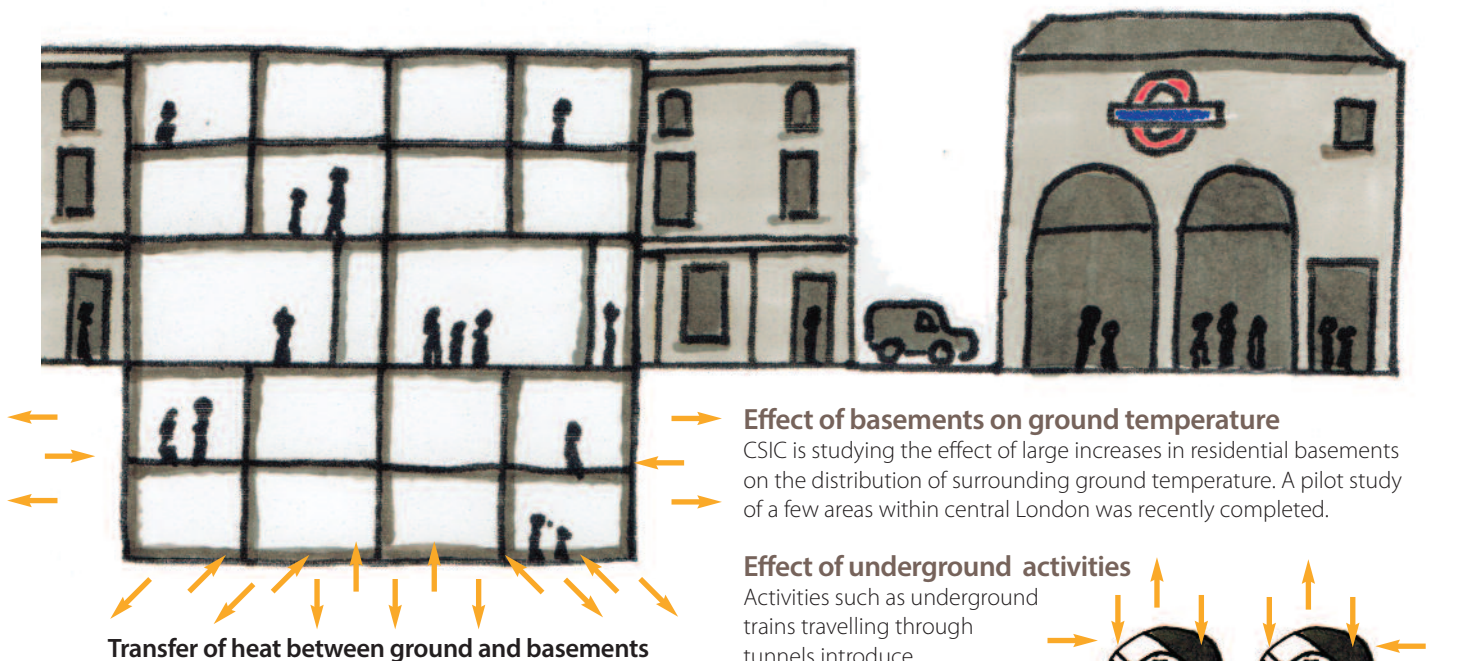 Effect of basements on ground temperature
CSIC is studying the effect of large increases in residential basements
on the distribution of surrounding ground temperature. A pilot study
of a few areas within central London was recently completed.
Effect of underground activities
Activities such as underground
trains travelling through
tunnels introduce
Transfer of heat between ground and basements